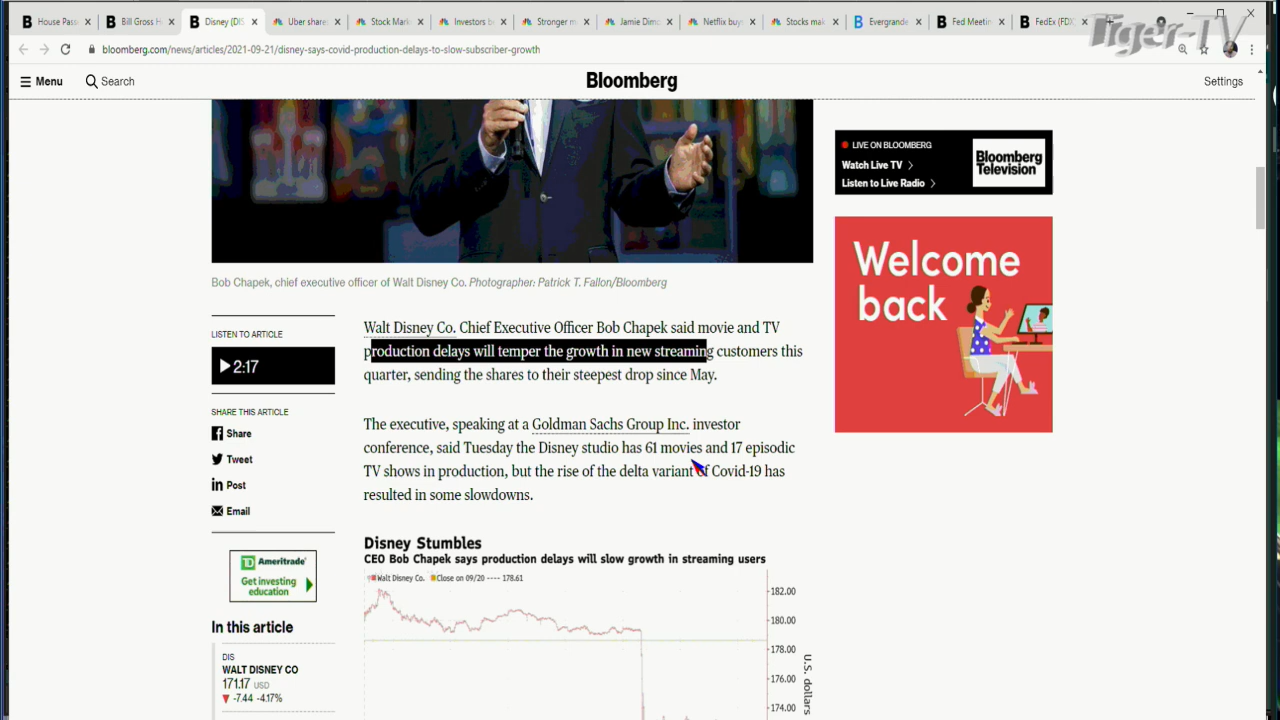 House Pass
Bill Gross H
Disney (DIS
Uber share
Stock Mark
Investors b
Stronger m
Jamie Dimo
Netflix buy
Stocks mak
Evergrande
Fed Meetin
FedEx (FDX
Tiger-TV
bloomberg.com/news/articles/2021-09-21/disney-says-covid-production-delays-to-slow-subscriber-growth
Menu
Search
Bloomberg
Settings
LIVE ON BLOOMBERG
Watch Live TV
Listen to Live Radio
Bloomberg
Television
Welcome
back
Bob Chapek, chief executive officer of Walt Disney Co. Photographer: Patrick T. Fallon/Bloomberg
LISTEN TO ARTICLE
2:17
SHARE THIS ARTICLE
Share
Tweet
Post
Email
Walt Disney Co. Chief Executive Officer Bob Chapek said movie and TV
production delays will temper the growth in new streaming customers this
quarter, sending the shares to their steepest drop since May.
The executive, speaking at a Goldman Sachs Group Inc. investor
conference, said Tuesday the Disney studio has 61 movies and 17 episodic
TV shows in production, but the rise of the delta variant of Covid-19 has
resulted in some slowdowns.
TD Ameritrade
Get investing
education
In this article
DIS
WALT DISNEY CO
171.17 USD
-7.44 -4.17%
Disney Stumbles
CEO Bob Chapek says production delays will slow growth in streaming users
Walt Disney Co. Close on 09/20 ---- 178.61
182.00
180.00
178.00
176.00
174.00
U.S. dollars